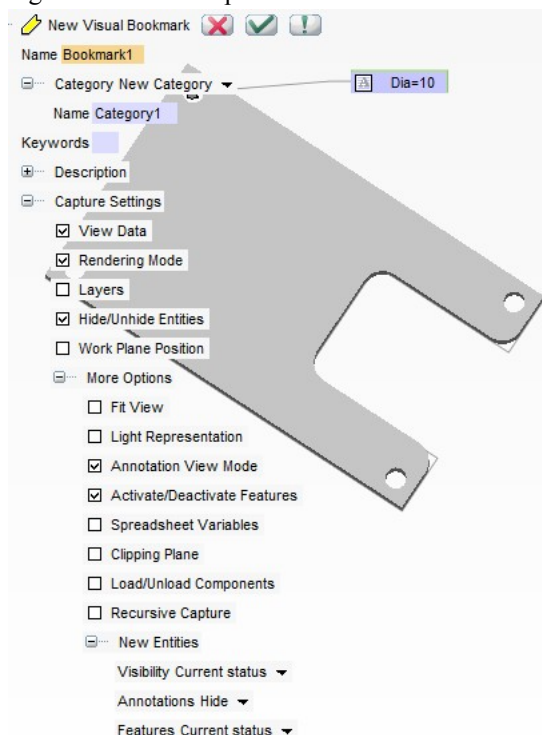 New Visual Bookmark
Name Bookmark1
Category New Category
Dia=10
Name Category1
Keywords
Description
Capture Settings
View Data
Rendering Mode
Layers
Hide/Unhide Entities
Work Plane Position
More Options
Fit View
Light Representation
Annotation View Mode
Activate/Deactivate Features
Spreadsheet Variables
Clipping Plane
Load/Unload Components
Recursive Capture
New Entities
Visibility Current status
Annotations Hide
Features Current status